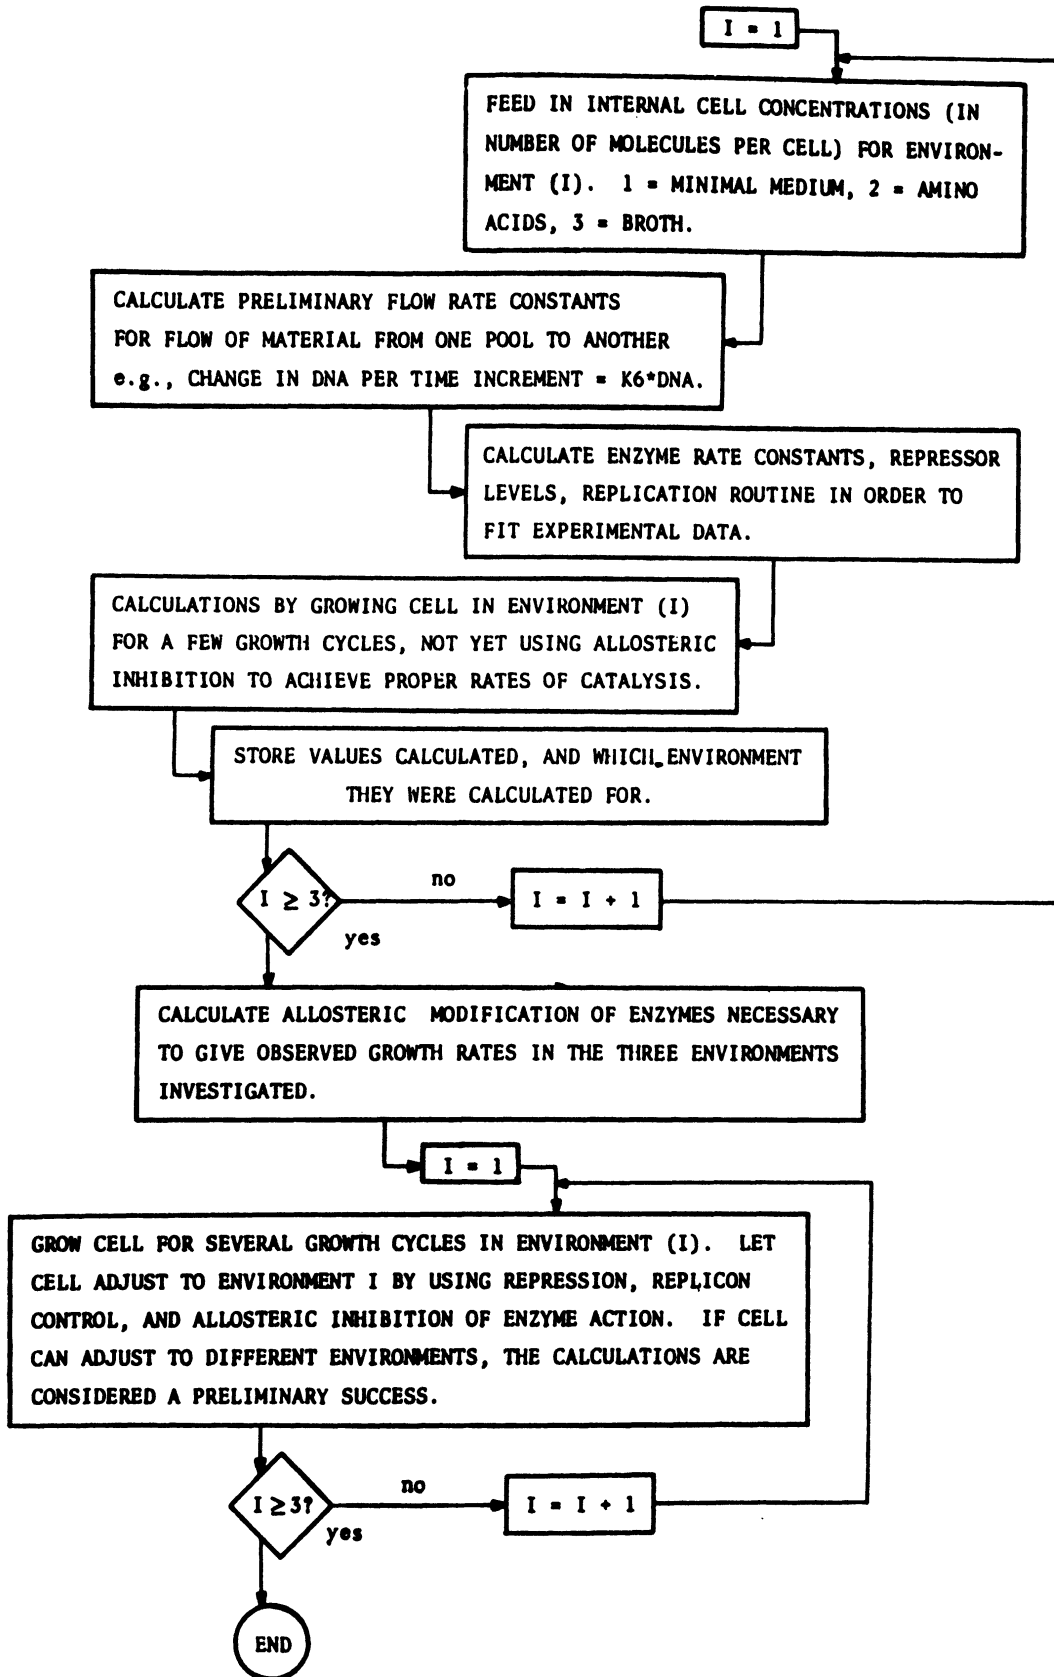 I = 1
FEED IN INTERNAL CELL CONCENTRATIONS (IN
NUMBER OF MOLECULES PER CELL) FOR ENVIRON-
MENT (I). 1 = MINIMAL MEDIUM, 2 = AMINO
ACIDS, 3 = BROTH.
CALCULATE PRELIMINARY FLOW RATE CONSTANTS
FOR FLOW OF MATERIAL FROM ONE POOL TO ANOTHER
e.g., CHANGE IN DNA PER TIME INCREMENT = K6*DNA.
CALCULATE ENZYME RATE CONSTANTS, REPRESSOR
LEVELS, REPLICATION ROUTINE IN ORDER TO
FIT EXPERIMENTAL DATA.
CALCULATIONS BY GROWING CELL IN ENVIRONMENT (I)
FOR A FEW GROWTH CYCLES, NOT YET USING ALLOSTERIC
INHIBITION TO ACHIEVE PROPER RATES OF CATALYSIS.
STORE VALUES CALCULATED, AND WHICH ENVIRONMENT
THEY WERE CALCULATED FOR.
I ≥ 3?
no
I = I + 1
yes
CALCULATE ALLOSTERIC MODIFICATION OF ENZYMES NECESSARY
TO GIVE OBSERVED GROWTH RATES IN THE THREE ENVIRONMENTS
INVESTIGATED.
I = 1
GROW CELL FOR SEVERAL GROWTH CYCLES IN ENVIRONMENT (I). LET
CELL ADJUST TO ENVIRONMENT I BY USING REPRESSION, REPLICON
CONTROL, AND ALLOSTERIC INHIBITION OF ENZYME ACTION. IF CELL
CAN ADJUST TO DIFFERENT ENVIRONMENTS, THE CALCULATIONS ARE
CONSIDERED A PRELIMINARY SUCCESS.
I ≥ 3?
no
I = I + 1
yes
END